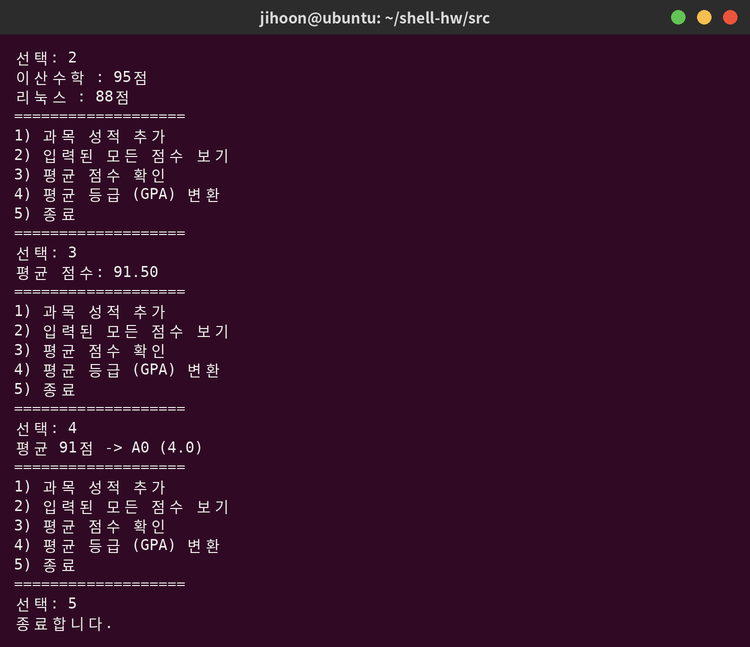 jihoon@ubuntu: ~/shell-hw/src
선택: 2
이산수학 : 95점
리눅스 : 88점
===================
1) 과목 성적 추가
2) 입력된 모든 점수 보기
3) 평균 점수 확인
4) 평균 등급 (GPA) 변환
5) 종료
===================
선택: 3
평균 점수: 91.50
===================
1) 과목 성적 추가
2) 입력된 모든 점수 보기
3) 평균 점수 확인
4) 평균 등급 (GPA) 변환
5) 종료
===================
선택: 4
평균 91점 -> A0 (4.0)
===================
1) 과목 성적 추가
2) 입력된 모든 점수 보기
3) 평균 점수 확인
4) 평균 등급 (GPA) 변환
5) 종료
===================
선택: 5
종료합니다.